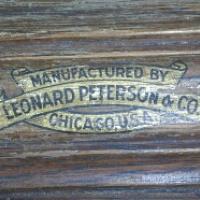 MANUFACTURED BY
LEONARD PETERSON & CO
CHICAGO, U.S.A.